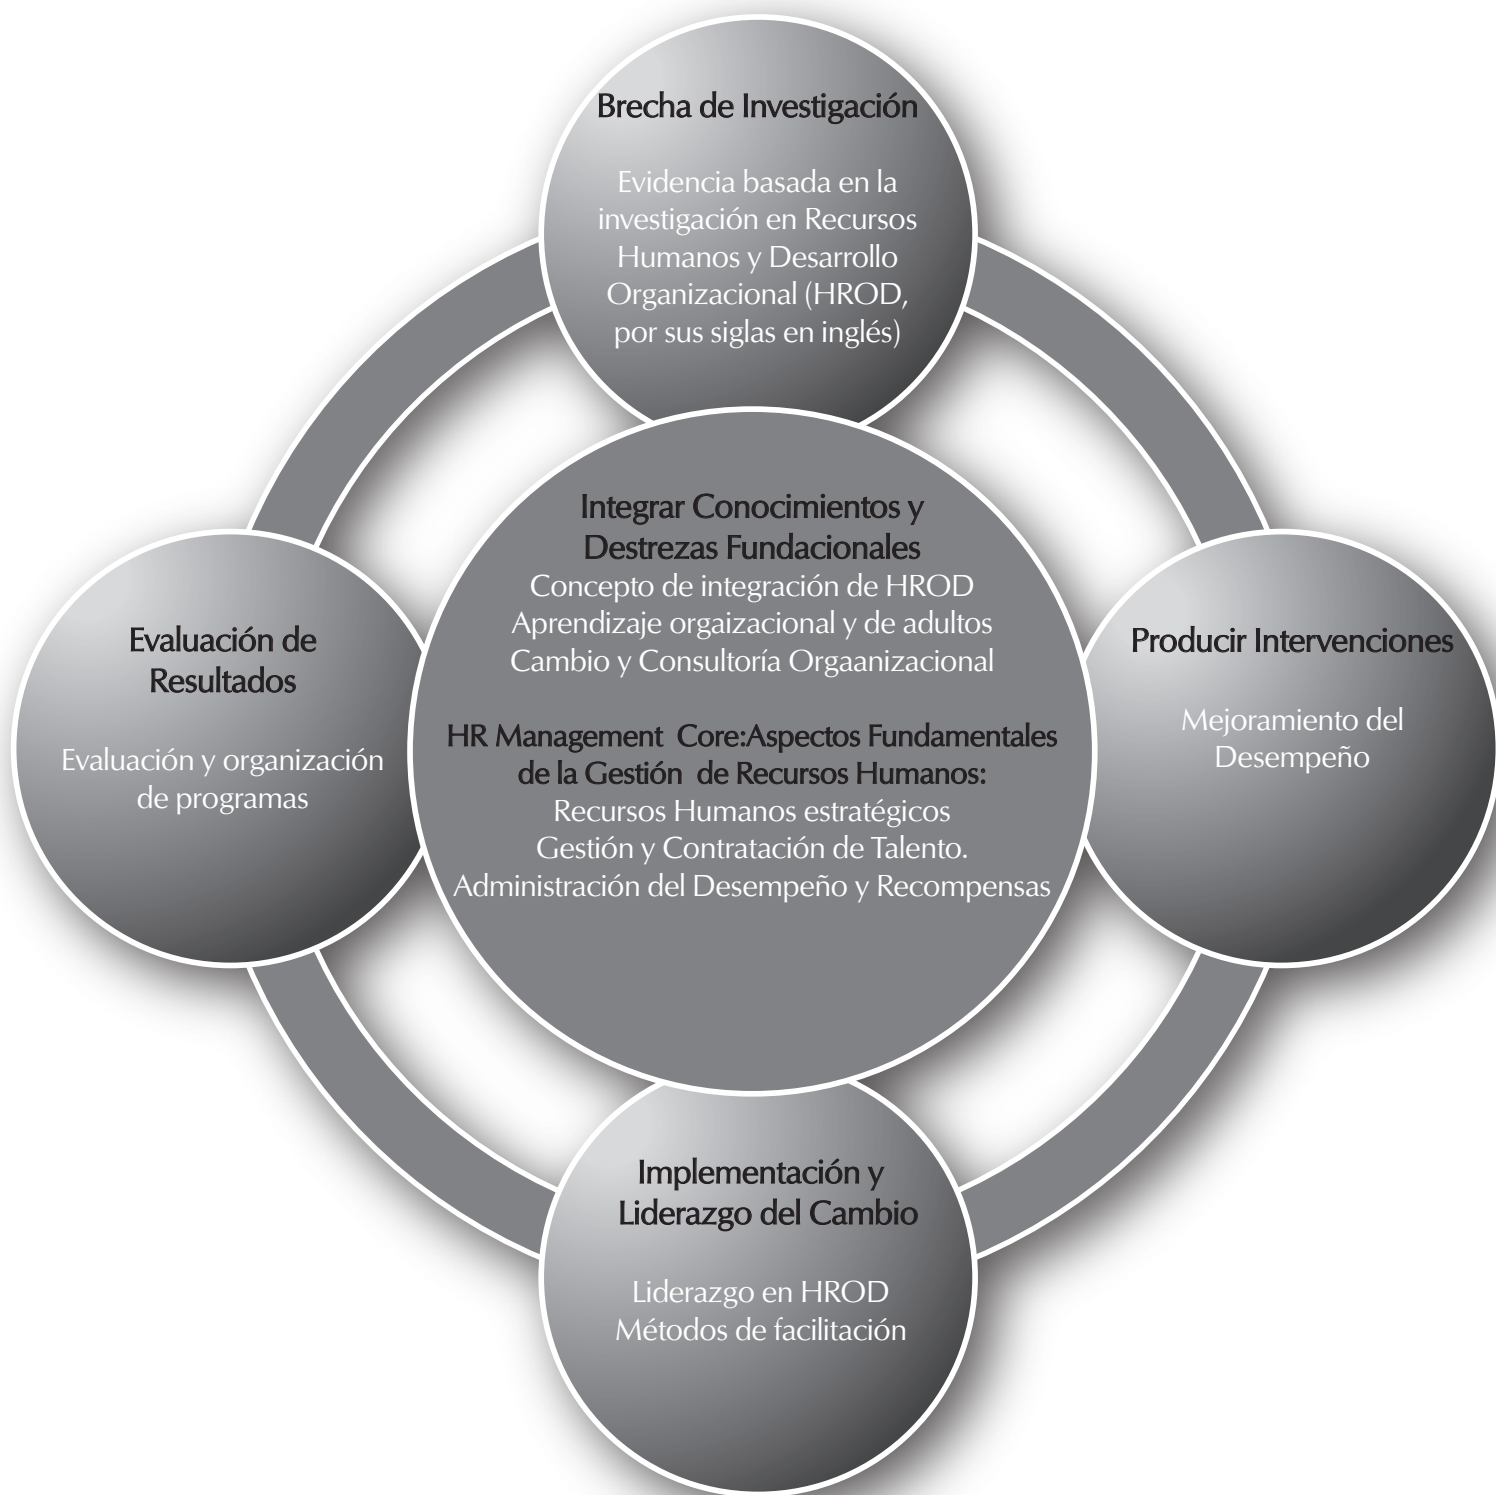 Brecha de Investigación
Evidencia basada en la
investigación en Recursos
Humanos y Desarrollo
Organizacional (HROD,
por sus siglas en inglés)
Integrar Conocimientos y
Destrezas Fundacionales
Concepto de integración de HROD
Aprendizaje orgaizacional y de adultos
Cambio y Consultoría Orgaanizacional
HR Management Core:Aspectos Fundamentales
de la Gestión de Recursos Humanos:
Recursos Humanos estratégicos
Gestión y Contratación de Talento.
Administración del Desempeño y Recompensas
Evaluación de
Resultados
Evaluación y organización
de programas
Producir Intervenciones
Mejoramiento del
Desempeño
Implementación y
Liderazgo del Cambio
Liderazgo en HROD
Métodos de facilitación